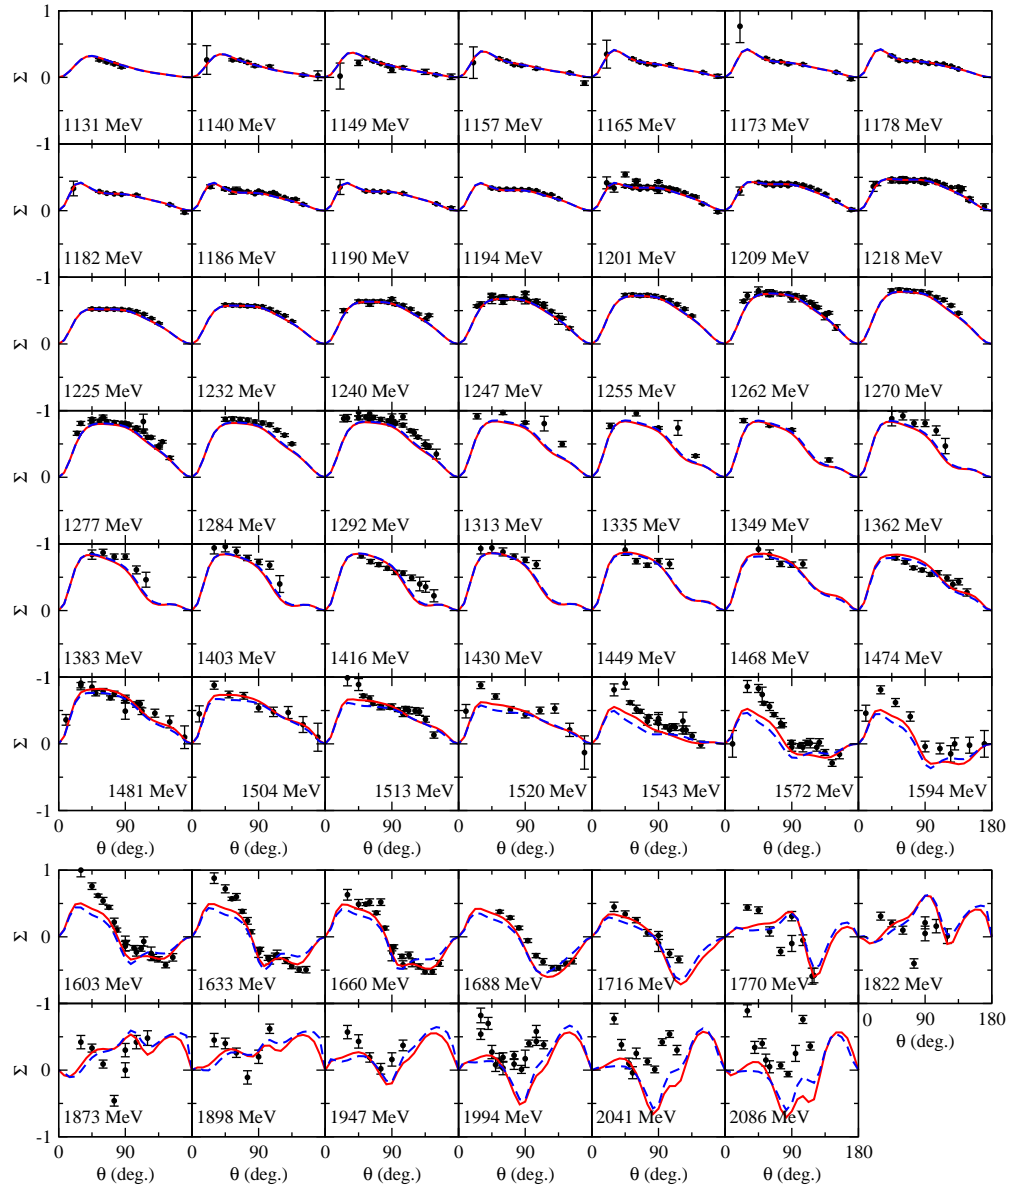 1
Σ 0
1131 MeV 1140 MeV 1149 MeV 1157 MeV 1165 MeV 1173 MeV 1178 MeV
-1
Σ 0
1182 MeV 1186 MeV 1190 MeV 1194 MeV 1201 MeV 1209 MeV 1218 MeV
-1
Σ 0
1225 MeV 1232 MeV 1240 MeV 1247 MeV 1255 MeV 1262 MeV 1270 MeV
-1
Σ 0
1277 MeV 1284 MeV 1292 MeV 1313 MeV 1335 MeV 1349 MeV 1362 MeV
-1
Σ 0
1383 MeV 1403 MeV 1416 MeV 1430 MeV 1449 MeV 1468 MeV 1474 MeV
-1
Σ 0
1481 MeV 1504 MeV 1513 MeV 1520 MeV 1543 MeV 1572 MeV 1594 MeV
-1
0 90 0 90 0 90 0 90 0 90 0 90 0 90 180
θ (deg.) θ (deg.) θ (deg.) θ (deg.) θ (deg.) θ (deg.) θ (deg.)
1
Σ 0
1603 MeV 1633 MeV 1660 MeV 1688 MeV 1716 MeV 1770 MeV 1822 MeV
-1
0 90 180
θ (deg.)
Σ 0
1873 MeV 1898 MeV 1947 MeV 1994 MeV 2041 MeV 2086 MeV
1
0 90 0 90 0 90 0 90 0 90 0 90 180
θ (deg.) θ (deg.) θ (deg.) θ (deg.) θ (deg.) θ (deg.)